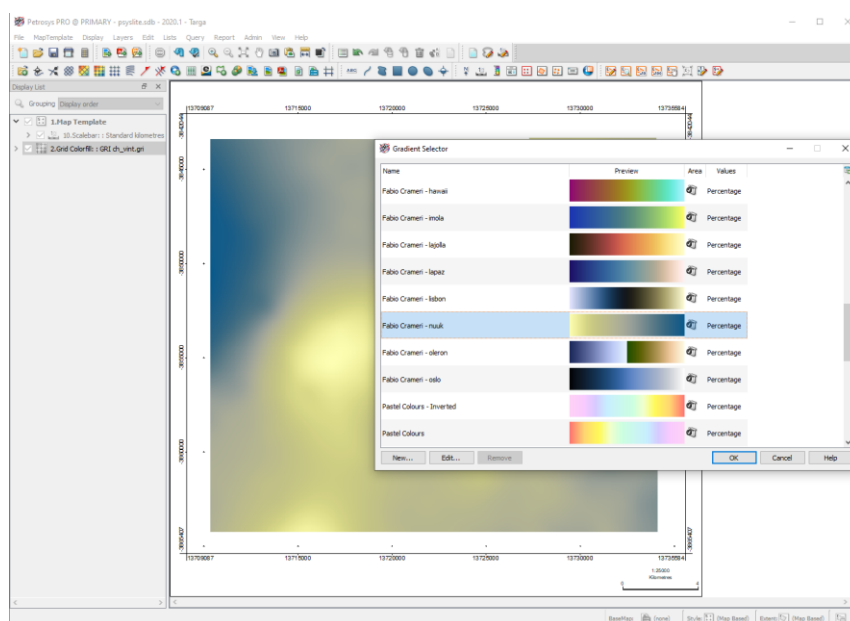 Petrosys PRO @ PRIMARY - psyslite.sdb - 2020.1 - Targa
File MapTemplate Display Layers Edit Lists Query Report Admin View Help
Display List
Grouping Display order
1.Map Template
10.Scalebar: : Standard kilometres
2.Grid Colorfill: : GRI ch_vint.gri
13709087 13715000 13720000 13725000 13730000 13735584
Gradient Selector
Name Preview Area Values
Fabio Crameri - hawaii Percentage
Fabio Crameri - imola Percentage
Fabio Crameri - lajolla Percentage
Fabio Crameri - lapaz Percentage
Fabio Crameri - lisbon Percentage
Fabio Crameri - nuuk Percentage
Fabio Crameri - oleron Percentage
Fabio Crameri - oslo Percentage
Pastel Colours - Inverted Percentage
Pastel Colours Percentage
New... Edit... Remove OK Cancel Help
13709087 13715000 13720000 13725000 13730000 13735584
1:35000
Kilometres
BaseMap: (none) Style: (Map Based) Extent: (Map Based)